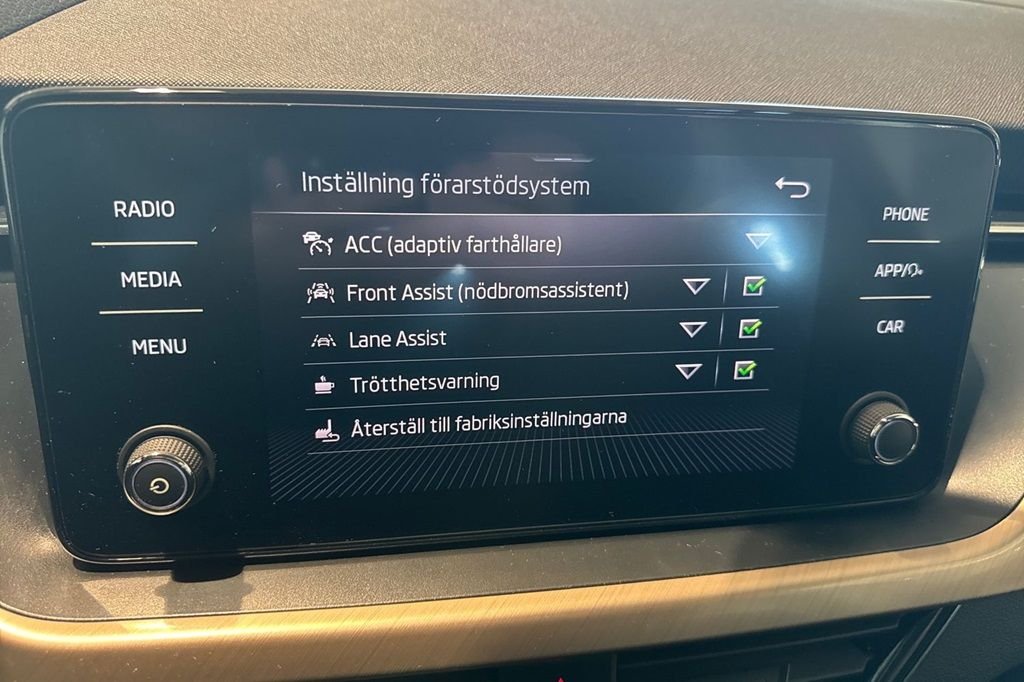 Inställning förarstödsystem
RADIO
MEDIA
MENU
ACC (adaptiv farthållare)
Front Assist (nödbromsassistent)
Lane Assist
Trötthetsvarning
Återställ till fabriksinställningarna
PHONE
APP/
CAR